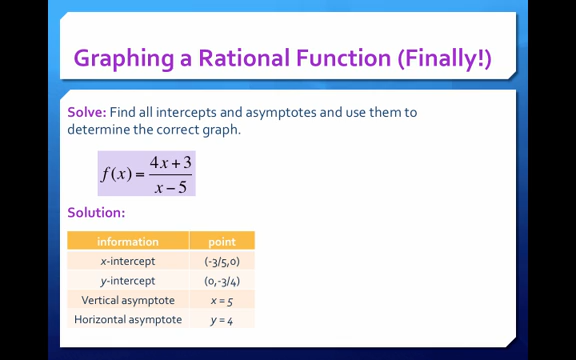 Graphing a Rational Function (Finally!)
Solve: Find all intercepts and asymptotes and use them to
determine the correct graph.
f(x) = (4x + 3)/(x − 5)
Solution:
information point
x-intercept (-3/5,0)
y-intercept (0,-3/4)
Vertical asymptote x = 5
Horizontal asymptote y = 4